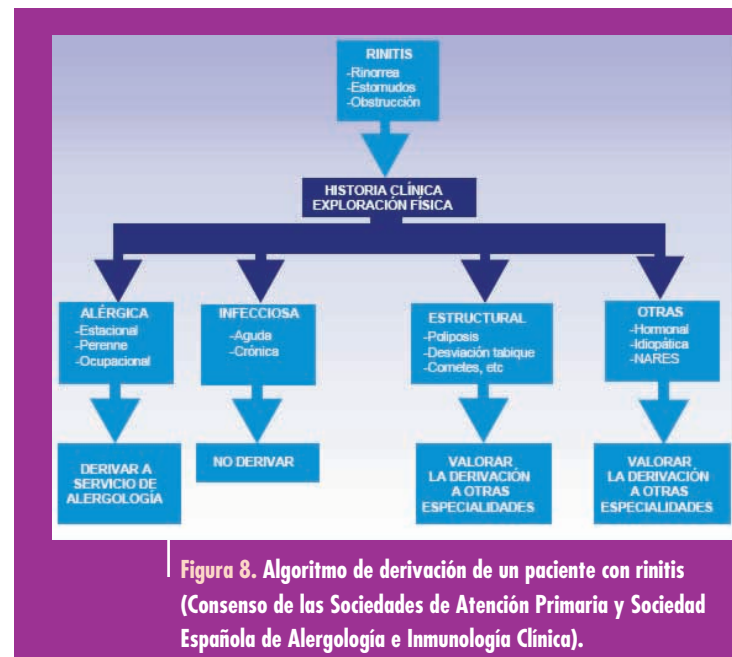 RINITIS
-Rinorrea
-Estornudos
-Obstrucción
HISTORIA CLÍNICA
EXPLORACIÓN FÍSICA
ALÉRGICA
-Estacional
-Perenne
-Ocupacional
INFECCIOSA
-Aguda
-Crónica
ESTRUCTURAL
-Poliposis
-Desviación tabique
-Cornetes, etc
OTRAS
-Hormonal
-Idiopática
-NARES
DERIVAR A
SERVICIO DE
ALERGOLOGÍA
NO DERIVAR
VALORAR
LA DERIVACIÓN
A OTRAS
ESPECIALIDADES
VALORAR
LA DERIVACIÓN
A OTRAS
ESPECIALIDADES
Figura 8. Algoritmo de derivación de un paciente con rinitis
(Consenso de las Sociedades de Atención Primaria y Sociedad
Española de Alergología e Inmunología Clínica).